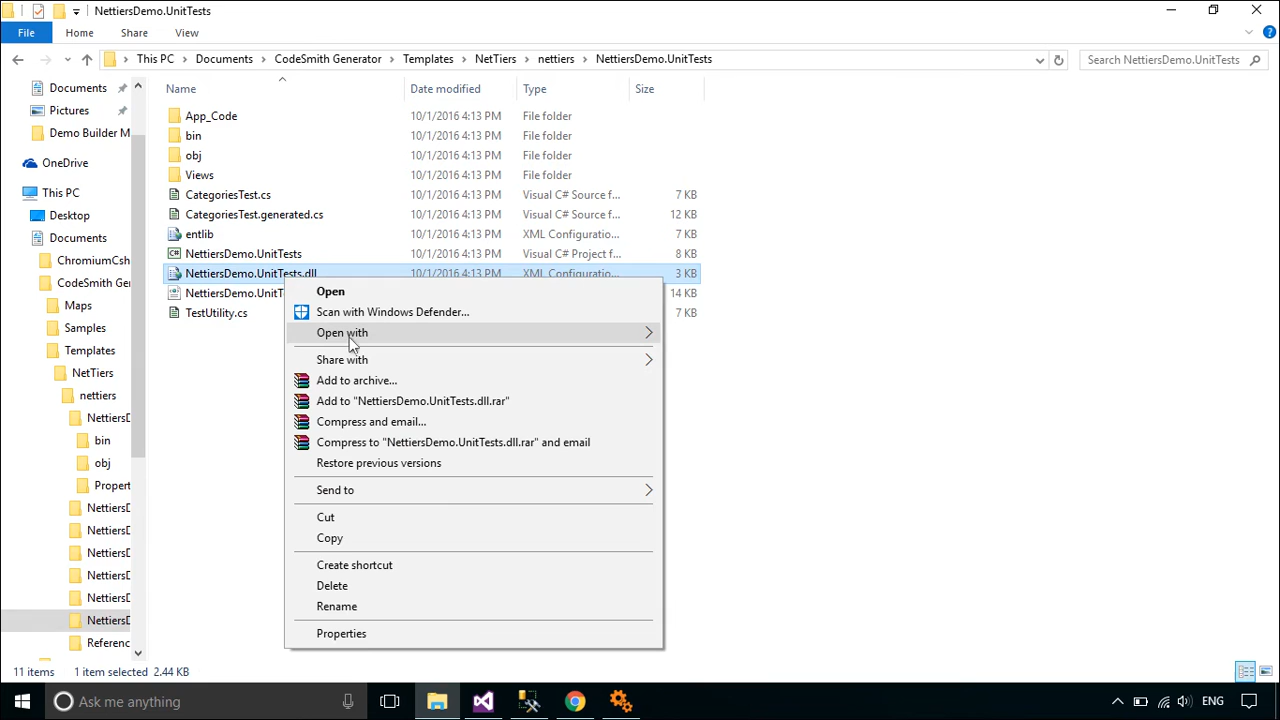 NettiersDemo.UnitTests
File Home Share View
This PC Documents CodeSmith Generator Templates NetTiers nettiers NettiersDemo.UnitTests Search NettiersDemo.UnitTests
Name Date modified Type Size
Documents
Pictures
Demo Builder M
OneDrive
This PC
Desktop
Documents
ChromiumCsh
CodeSmith Ge
Maps
Samples
Templates
NetTiers
nettiers
NettiersD
bin
obj
Propert
NettiersD
NettiersD
NettiersD
NettiersD
NettiersD
NettiersD
Referenc
App_Code 10/1/2016 4:13 PM File folder
bin 10/1/2016 4:13 PM File folder
obj 10/1/2016 4:13 PM File folder
Views 10/1/2016 4:13 PM File folder
CategoriesTest.cs 10/1/2016 4:13 PM Visual C# Source f... 7 KB
CategoriesTest.generated.cs 10/1/2016 4:13 PM Visual C# Source f... 12 KB
entlib 10/1/2016 4:13 PM XML Configuratio... 7 KB
NettiersDemo.UnitTests 10/1/2016 4:13 PM Visual C# Project f... 8 KB
NettiersDemo.UnitTests.dll 10/1/2016 4:13 PM XML Configuratio... 3 KB
NettiersDemo.UnitT 14 KB
TestUtility.cs 7 KB
Open
Scan with Windows Defender...
Open with
Share with
Add to archive...
Add to "NettiersDemo.UnitTests.dll.rar"
Compress and email...
Compress to "NettiersDemo.UnitTests.dll.rar" and email
Restore previous versions
Send to
Cut
Copy
Create shortcut
Delete
Rename
Properties
11 items 1 item selected 2.44 KB
Ask me anything ENG